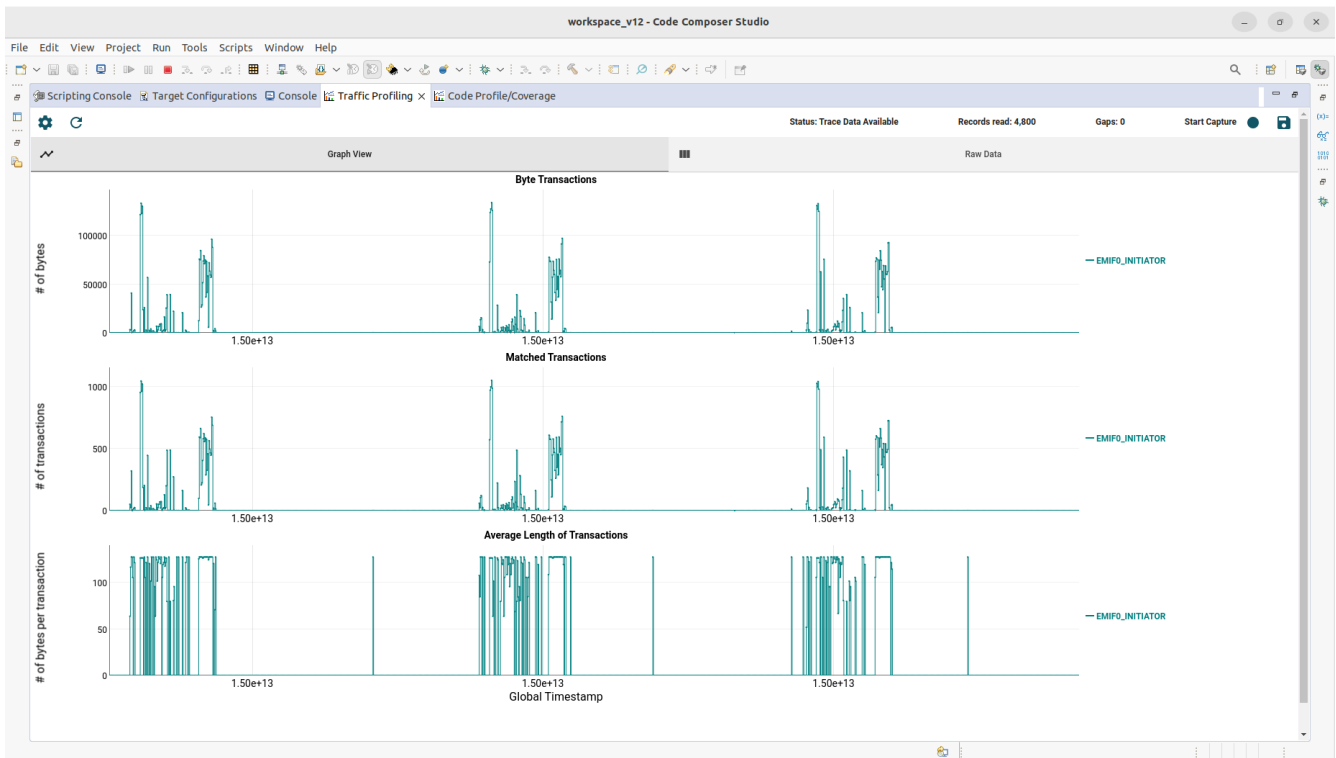 workspace_v12 - Code Composer Studio
File Edit View Project Run Tools Scripts Window Help
Scripting Console Target Configurations Console Traffic Profiling Code Profile/Coverage
Status: Trace Data Available Records read: 4,800 Gaps: 0 Start Capture
Graph View Raw Data
Byte Transactions
# of bytes
100000
50000
0
1.50e+13 1.50e+13 1.50e+13
EMIF0_INITIATOR
Matched Transactions
# of transactions
1000
500
0
1.50e+13 1.50e+13 1.50e+13
EMIF0_INITIATOR
Average Length of Transactions
# of bytes per transaction
100
50
0
1.50e+13 1.50e+13 1.50e+13
EMIF0_INITIATOR
Global Timestamp